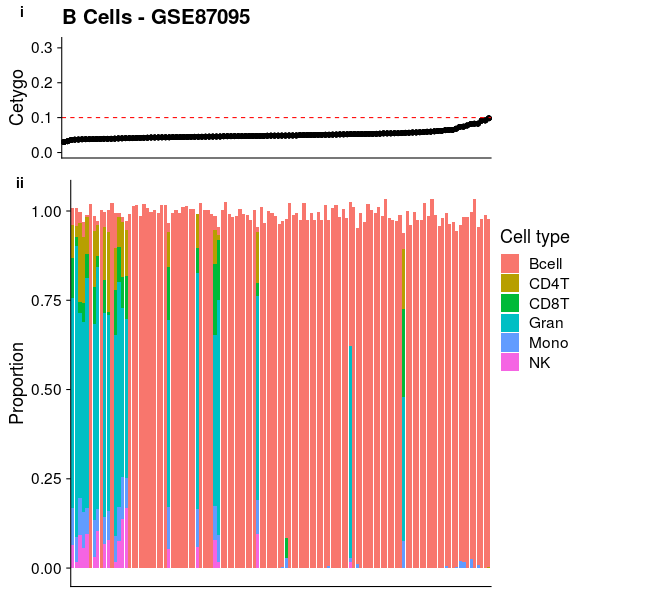 i
B Cells - GSE87095
Cetygo
0.3
0.2
0.1
0.0
ii
Proportion
1.00
0.75
0.50
0.25
0.00
Cell type
Bcell
CD4T
CD8T
Gran
Mono
NK